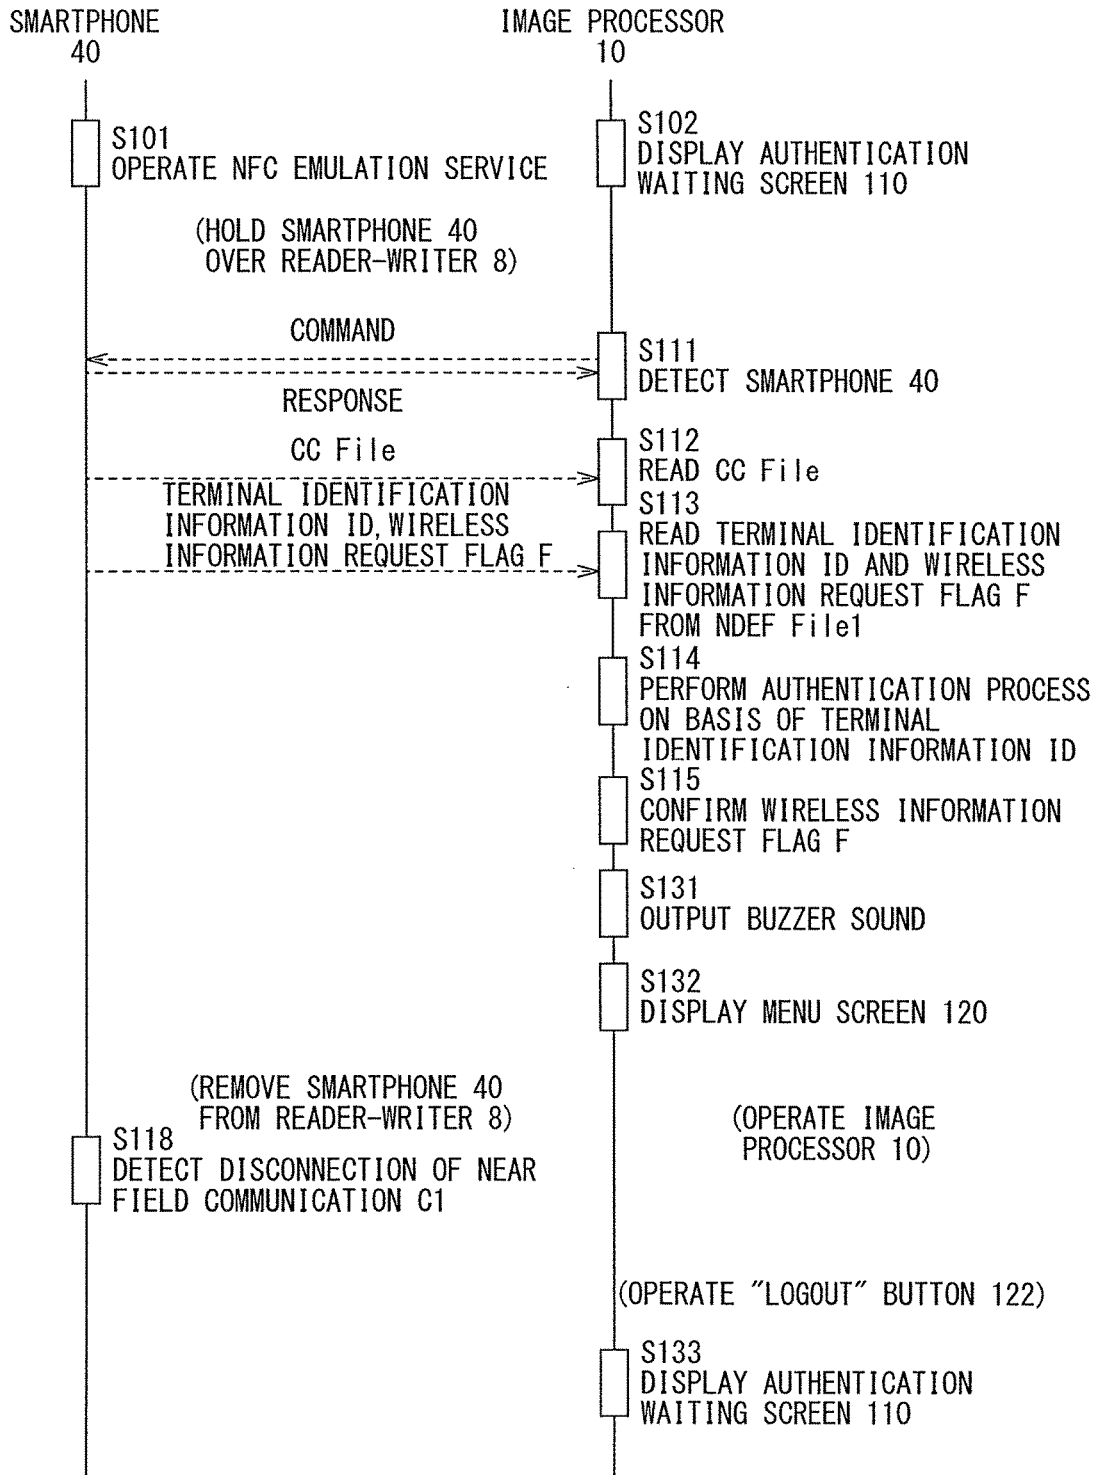 SMARTPHONE
40
IMAGE PROCESSOR
10
S101
OPERATE NFC EMULATION SERVICE
S102
DISPLAY AUTHENTICATION
WAITING SCREEN 110
(HOLD SMARTPHONE 40
OVER READER-WRITER 8)
COMMAND
S111
DETECT SMARTPHONE 40
RESPONSE
CC File
S112
READ CC File
TERMINAL IDENTIFICATION
INFORMATION ID, WIRELESS
INFORMATION REQUEST FLAG F
S113
READ TERMINAL IDENTIFICATION
INFORMATION ID AND WIRELESS
INFORMATION REQUEST FLAG F
FROM NDEF File1
S114
PERFORM AUTHENTICATION PROCESS
ON BASIS OF TERMINAL
IDENTIFICATION INFORMATION ID
S115
CONFIRM WIRELESS INFORMATION
REQUEST FLAG F
S131
OUTPUT BUZZER SOUND
S132
DISPLAY MENU SCREEN 120
(REMOVE SMARTPHONE 40
FROM READER-WRITER 8)
(OPERATE IMAGE
PROCESSOR 10)
S118
DETECT DISCONNECTION OF NEAR
FIELD COMMUNICATION C1
(OPERATE "LOGOUT" BUTTON 122)
S133
DISPLAY AUTHENTICATION
WAITING SCREEN 110